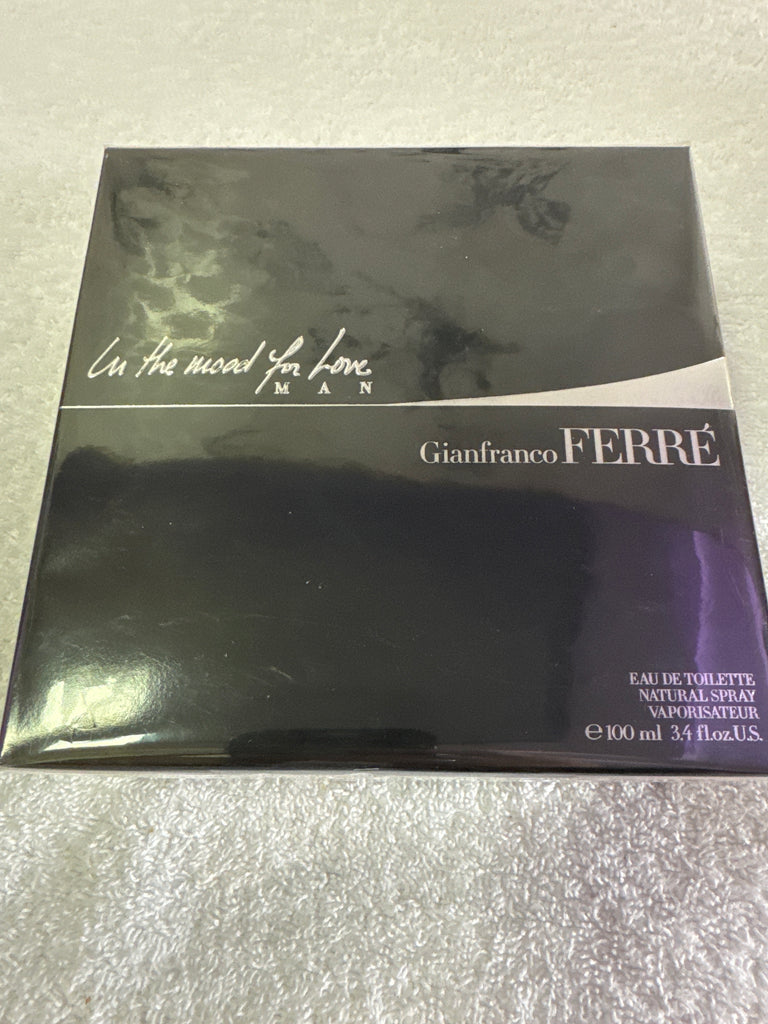 In the mood for Love
MAN
Gianfranco FERRÉ
EAU DE TOILETTE
NATURAL SPRAY
VAPORISATEUR
℮ 100 ml 3.4 fl.oz.U.S.